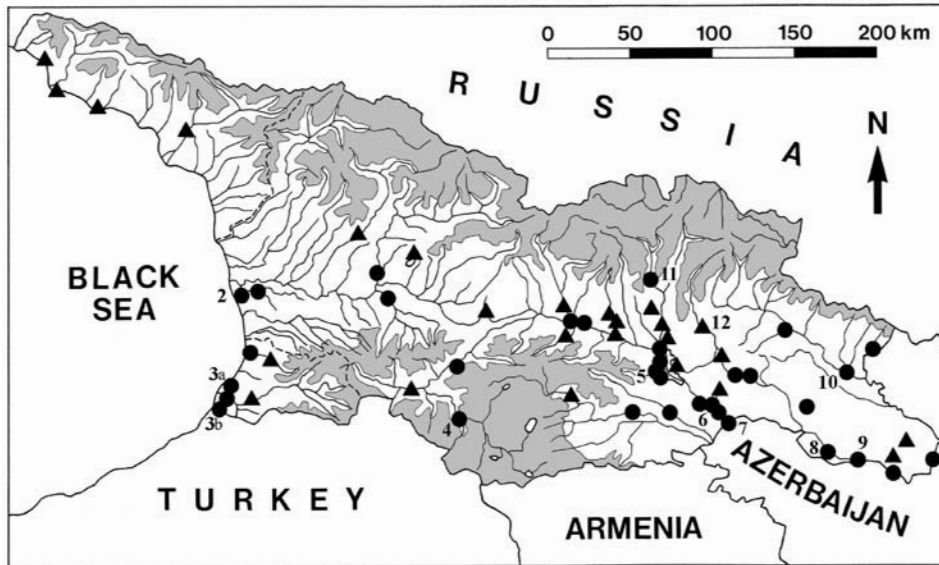 0 50 100 150 200 km
R U S S I A
N
BLACK
SEA
2
11
12
3a
5
10
3b
4
6
7
8
9
T U R K E Y
ARMENIA
AZERBAIJAN